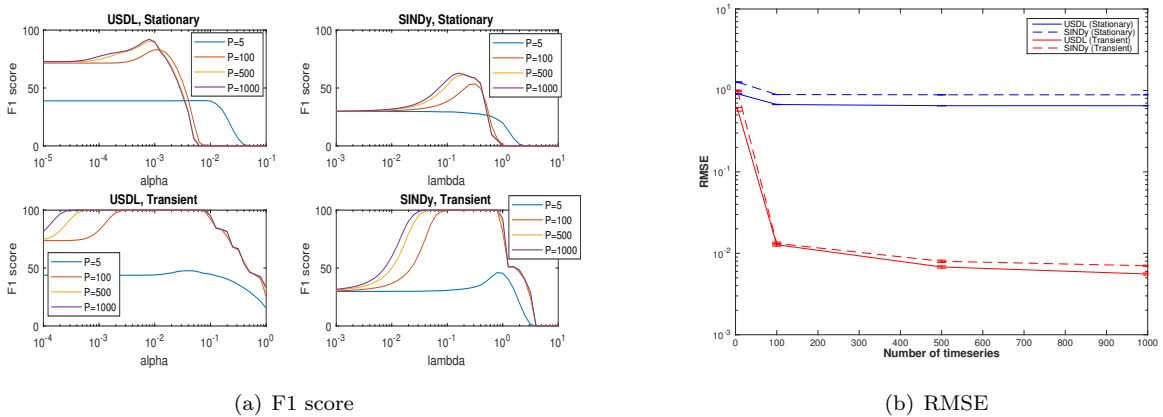 USDL, Stationary
100
50
0
F1 score
P=5
P=100
P=500
P=1000
10^-5
10^-4
10^-3
10^-2
10^-1
alpha
SINDy, Stationary
100
50
0
F1 score
P=5
P=100
P=500
P=1000
10^-3
10^-2
10^-1
10^0
10^1
lambda
USDL, Transient
100
50
0
F1 score
P=5
P=100
P=500
P=1000
10^-4
10^-3
10^-2
10^-1
10^0
alpha
SINDy, Transient
100
50
0
F1 score
P=5
P=100
P=500
P=1000
10^-3
10^-2
10^-1
10^0
10^1
lambda
(a) F1 score
10^1
10^0
10^-1
10^-2
10^-3
RMSE
USDL (Stationary)
SINDy (Stationary)
USDL (Transient)
SINDy (Transient)
0 100 200 300 400 500 600 700 800 900 1000
Number of timeseries
(b) RMSE